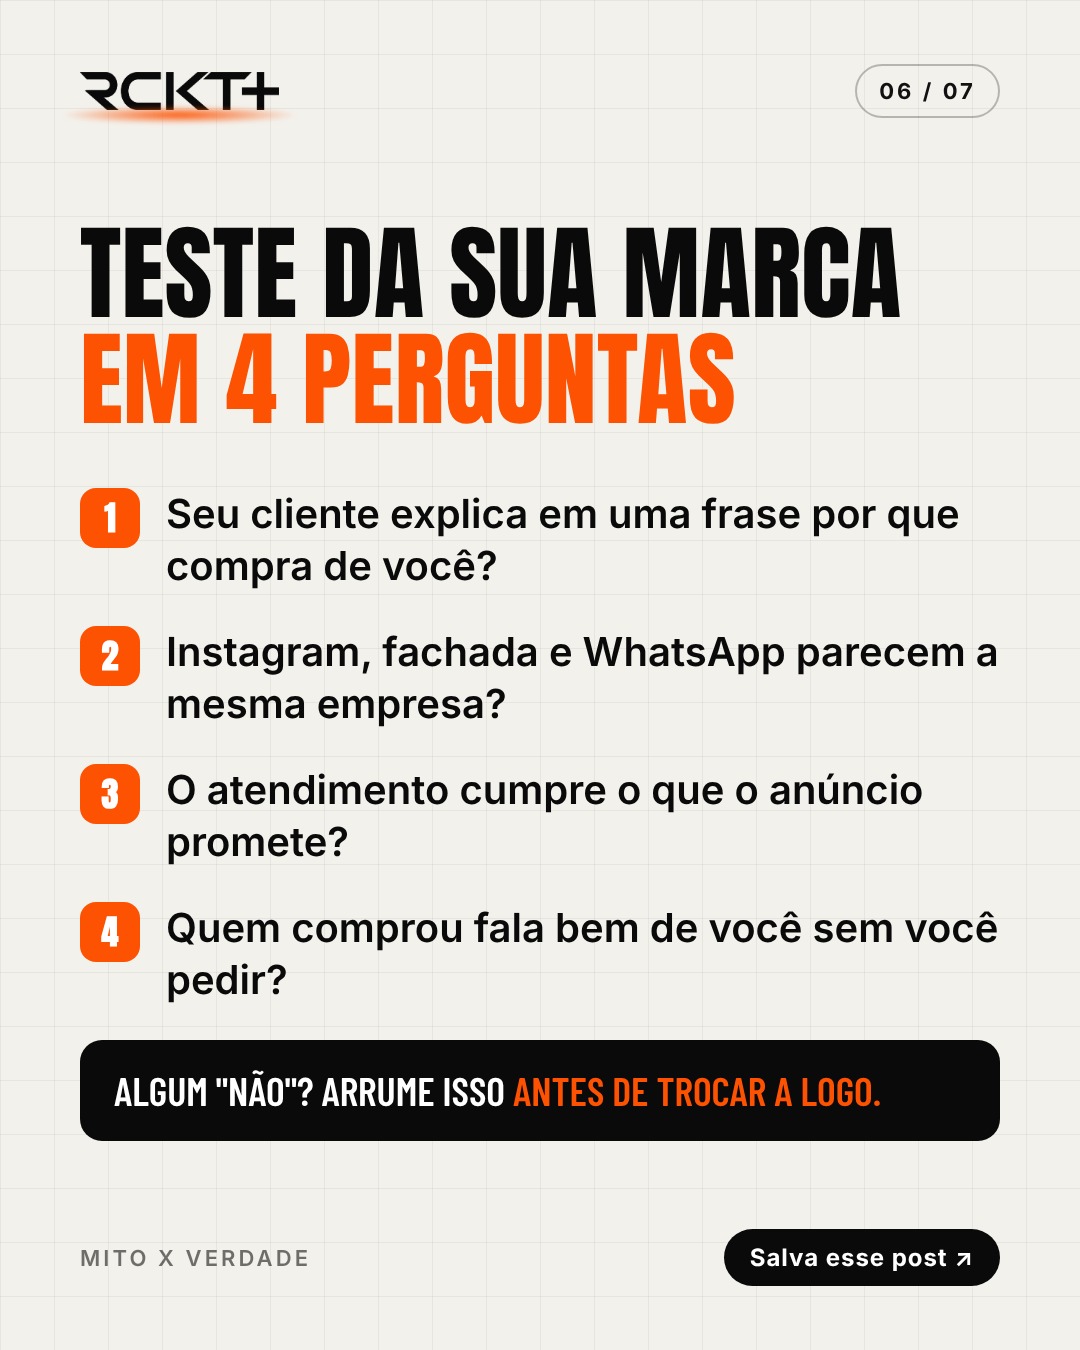 RCKT+
06 / 07
TESTE DA SUA MARCA
EM 4 PERGUNTAS
1 Seu cliente explica em uma frase por que
compra de você?
2 Instagram, fachada e WhatsApp parecem a
mesma empresa?
3 O atendimento cumpre o que o anúncio
promete?
4 Quem comprou fala bem de você sem você
pedir?
ALGUM "NÃO"? ARRUME ISSO ANTES DE TROCAR A LOGO.
MITO X VERDADE
Salva esse post ↗